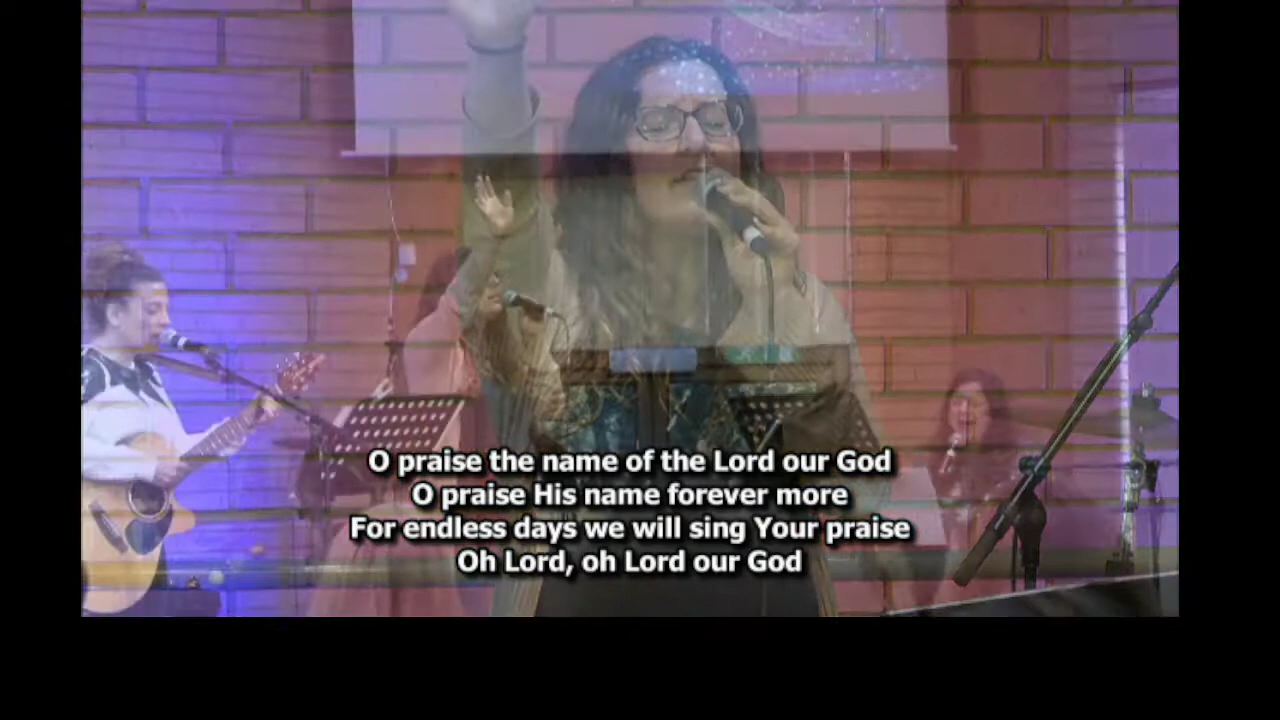 O praise the name of the Lord our God
O praise His name forever more
For endless days we will sing Your praise
Oh Lord, oh Lord our God